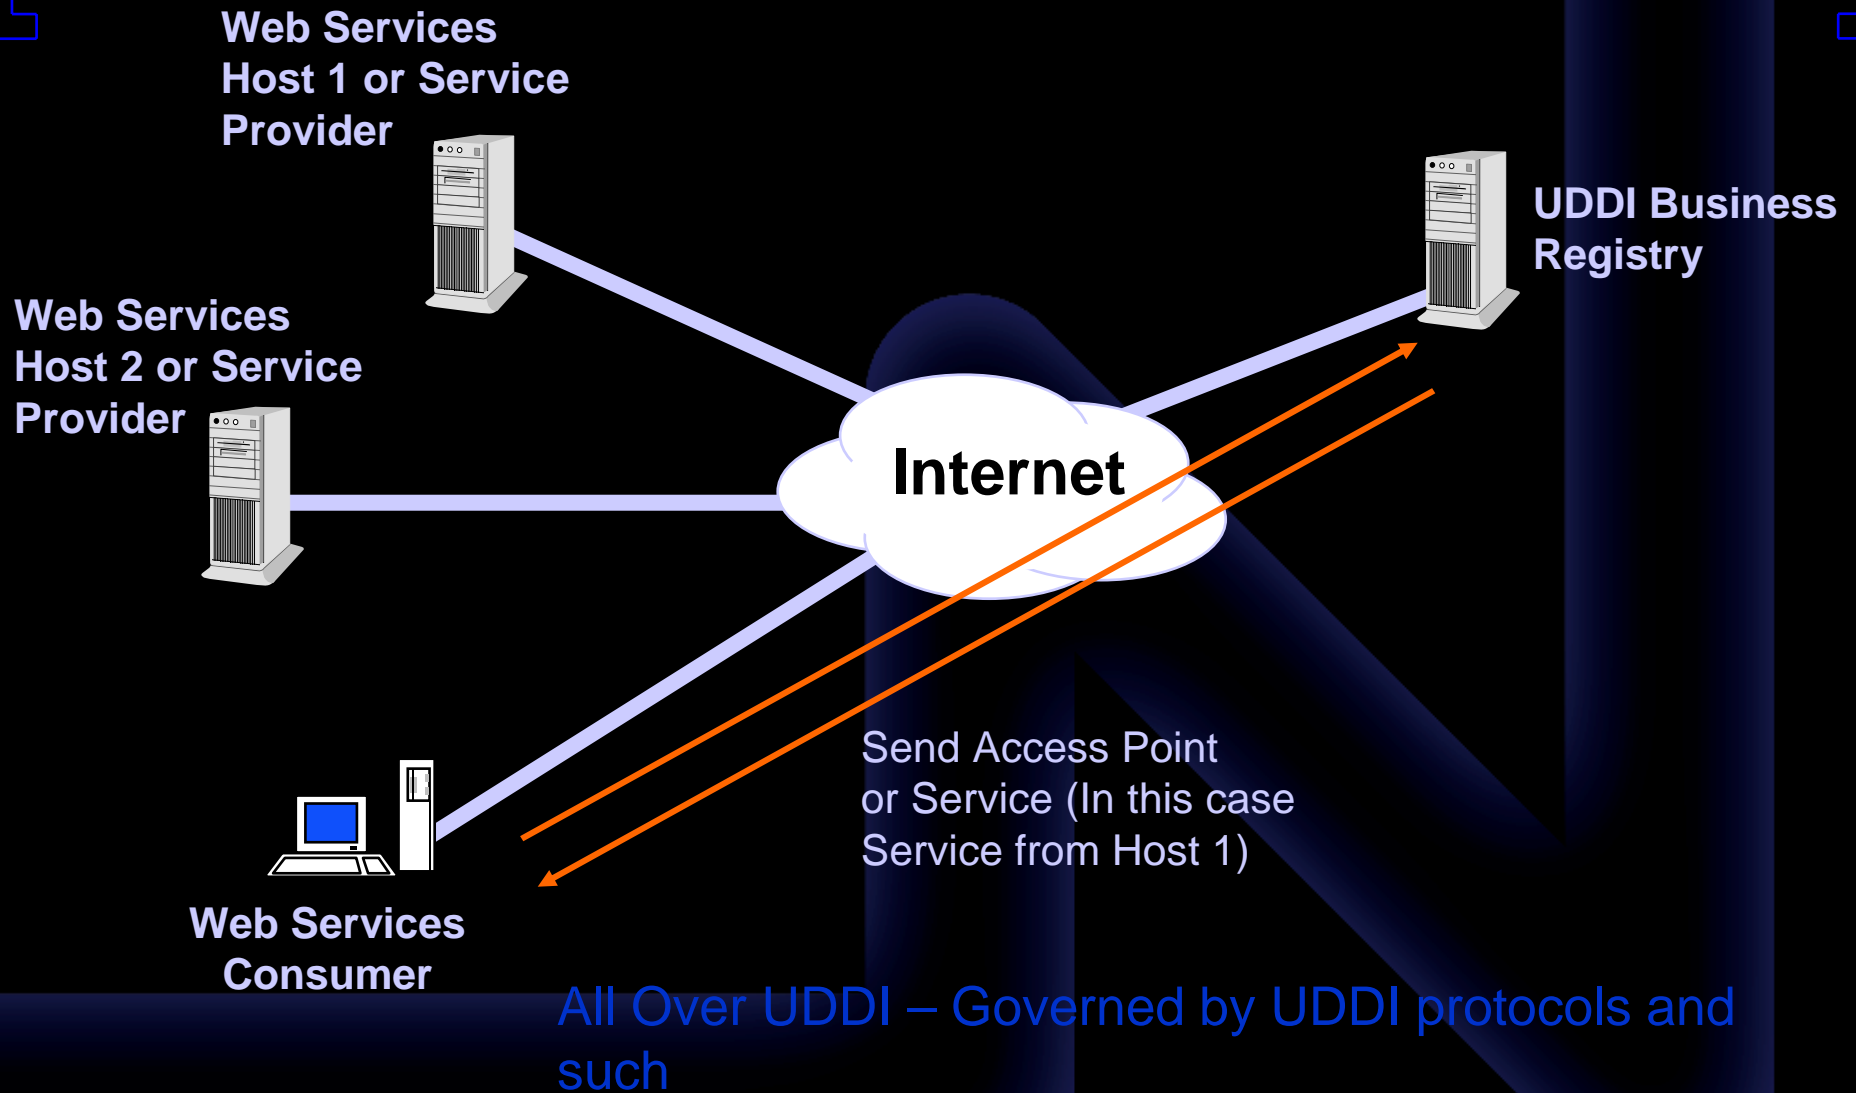 Web Services
Host 1 or Service
Provider
UDDI Business
Registry
Web Services
Host 2 or Service
Provider
Internet
Send Access Point
or Service (In this case
Service from Host 1)
Web Services
Consumer
All Over UDDI – Governed by UDDI protocols and
such